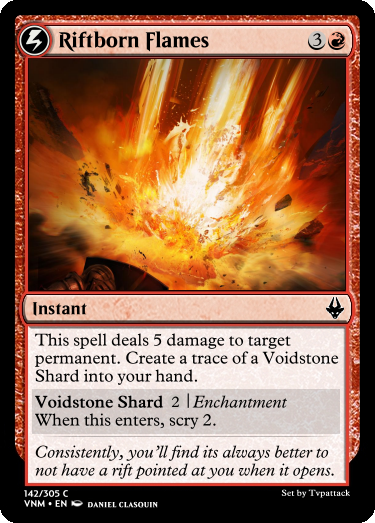 Riftborn Flames 3
Instant
This spell deals 5 damage to target
permanent. Create a trace of a Voidstone
Shard into your hand.
Voidstone Shard 2 | Enchantment
When this enters, scry 2.
Consistently, you'll find its always better to
not have a rift pointed at you when it opens.
142/305 C
Set by Tvpattack
VNM • EN DANIEL CLASOUIN